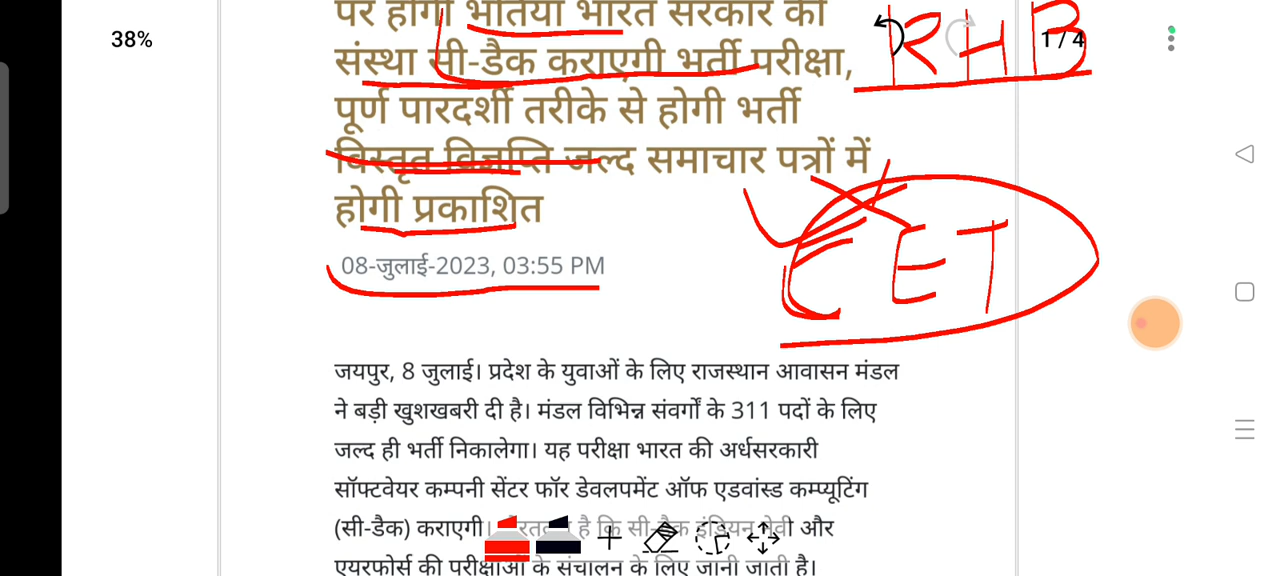 पर होगी भर्तियां भारत सरकार की
संस्था सी-डैक कराएगी भर्ती परीक्षा,
पूर्ण पारदर्शी तरीके से होगी भर्ती
विस्तृत विज्ञप्ति जल्द समाचार पत्रों में
होगी प्रकाशित
08-जुलाई-2023, 03:55 PM
38%
RHB
1/4
CET
जयपुर, 8 जुलाई। प्रदेश के युवाओं के लिए राजस्थान आवासन मंडल
ने बड़ी खुशखबरी दी है। मंडल विभिन्न संवर्गों के 311 पदों के लिए
जल्द ही भर्ती निकालेगा। यह परीक्षा भारत की अर्धसरकारी
सॉफ्टवेयर कम्पनी सेंटर फॉर डेवलपमेंट ऑफ एडवांस्ड कम्प्यूटिंग
(सी-डैक) कराएगी। है कि सी-डैक इंडियन नेवी और
एयरफोर्स की परीक्षाओं के संचालन के लिए जानी जाती है।